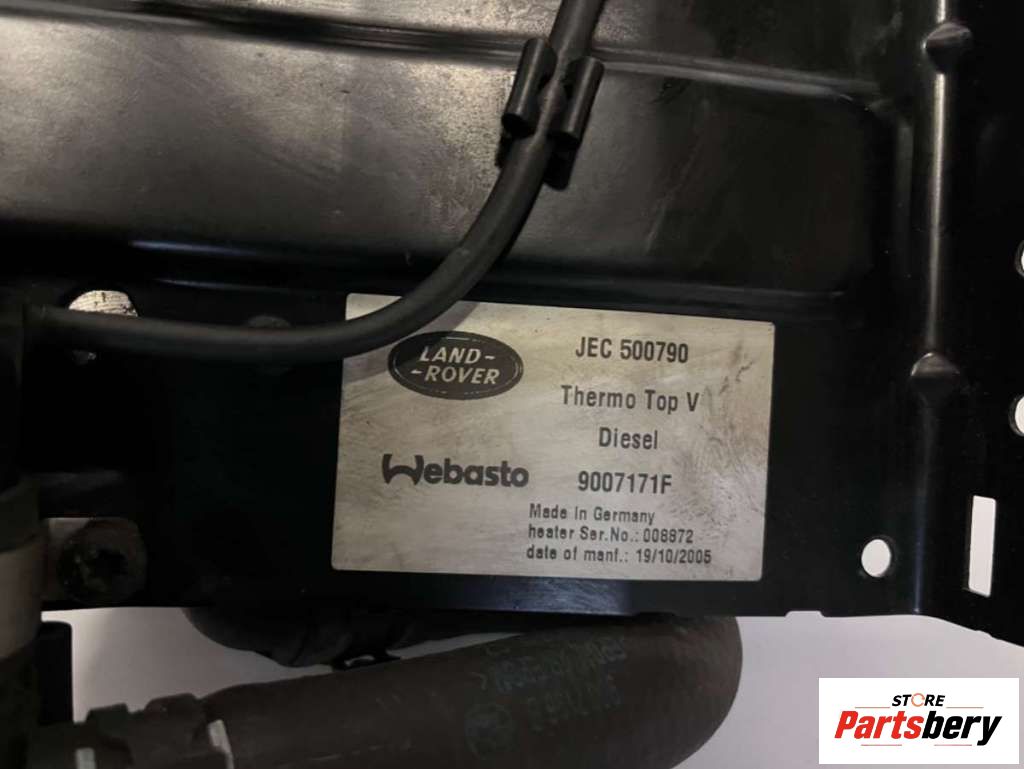 LAND-
-ROVER
JEC 500790
Thermo Top V
Diesel
Webasto
9007171F
Made in Germany
heater Ser.No.: 008872
date of manf.: 19/10/2005
STORE
Partsbery